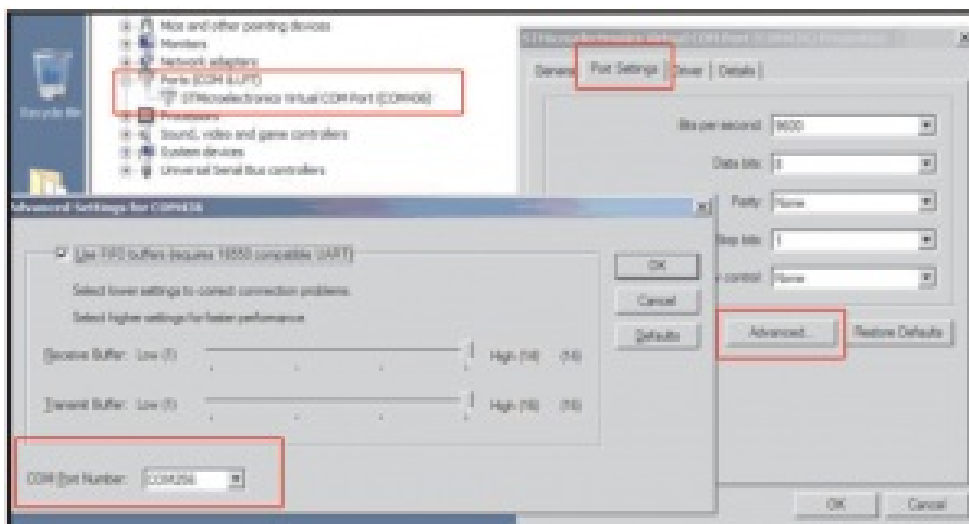 Mice and other pointing devices
Monitors
Network adapters
Ports (COM & LPT)
STMicroelectronics Virtual COM Port
Processors
Sound, video and game controllers
System devices
Universal Serial Bus controllers
Recycle Bin
STMicroelectronics Virtual COM Port
General
Port Settings
Driver
Details
Bits per second: 9600
Data bits: 8
Parity: None
Stop bits: 1
control: None
Advanced...
Restore Defaults
OK
Cancel
Advanced Settings for
Use FIFO buffers (requires 16550 compatible UART)
Select lower settings to correct connection problems.
Select higher settings for faster performance.
Receive Buffer: Low (1) High (14) (14)
Transmit Buffer: Low (1) High (16) (16)
COM Port Number: COM256
OK
Cancel
Defaults